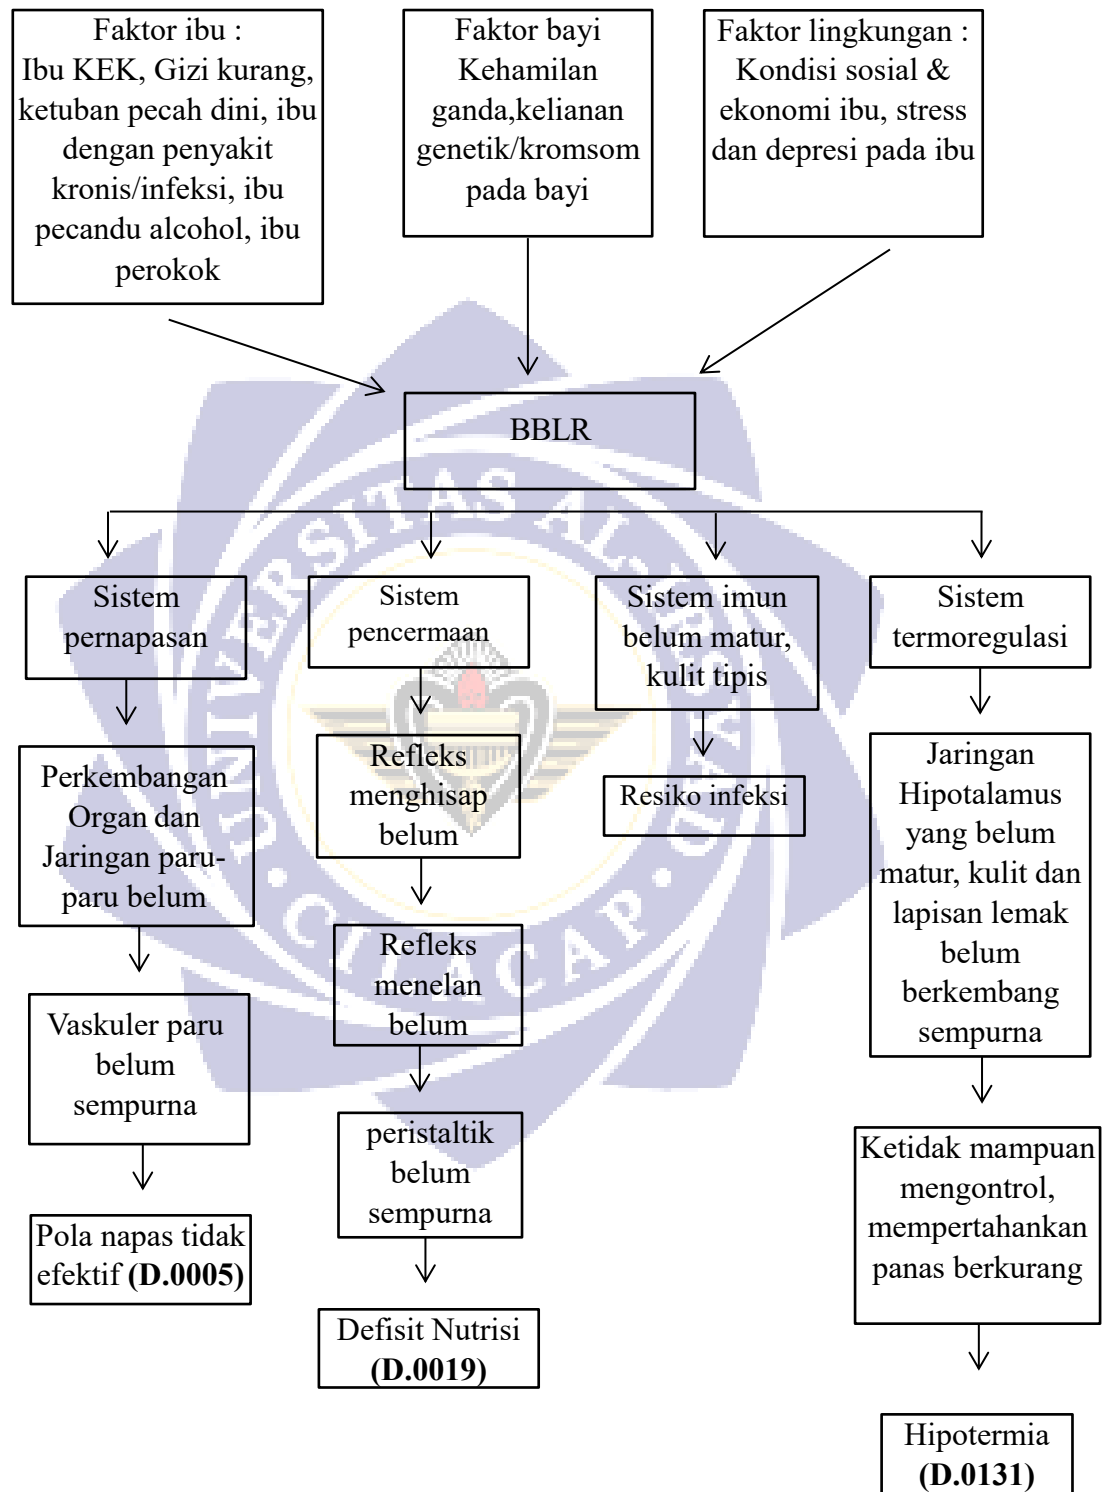 Faktor ibu :
Ibu KEK, Gizi kurang,
ketuban pecah dini, ibu
dengan penyakit
kronis/infeksi, ibu
pecandu alcohol, ibu
perokok
Faktor bayi
Kehamilan
ganda,kelianan
genetik/kromsom
pada bayi
Faktor lingkungan :
Kondisi sosial &
ekonomi ibu, stress
dan depresi pada ibu
BBLR
Sistem
pernapasan
Sistem
pencermaan
Sistem imun
belum matur,
kulit tipis
Sistem
termoregulasi
Perkembangan
Organ dan
Jaringan paru-
paru belum
Refleks
menghisap
belum
Resiko infeksi
Jaringan
Hipotalamus
yang belum
matur, kulit dan
lapisan lemak
belum
berkembang
sempurna
Vaskuler paru
belum
sempurna
Refleks
menelan
belum
peristaltik
belum
sempurna
Ketidak mampuan
mengontrol,
mempertahankan
panas berkurang
Pola napas tidak
efektif (D.0005)
Defisit Nutrisi
(D.0019)
Hipotermia
(D.0131)
UNIVERSITAS AL-IRSYAD
CILACAP